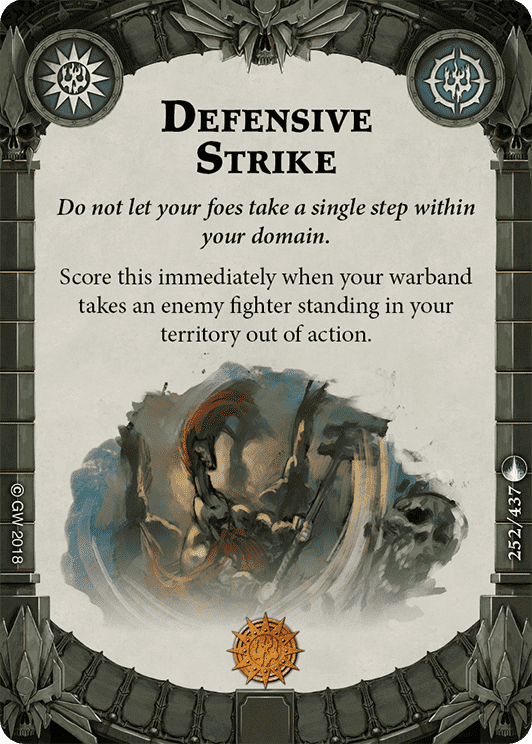 DEFENSIVE
STRIKE
Do not let your foes take a single step within
your domain.
Score this immediately when your warband
takes an enemy fighter standing in your
territory out of action.
©GW 2018
252/437